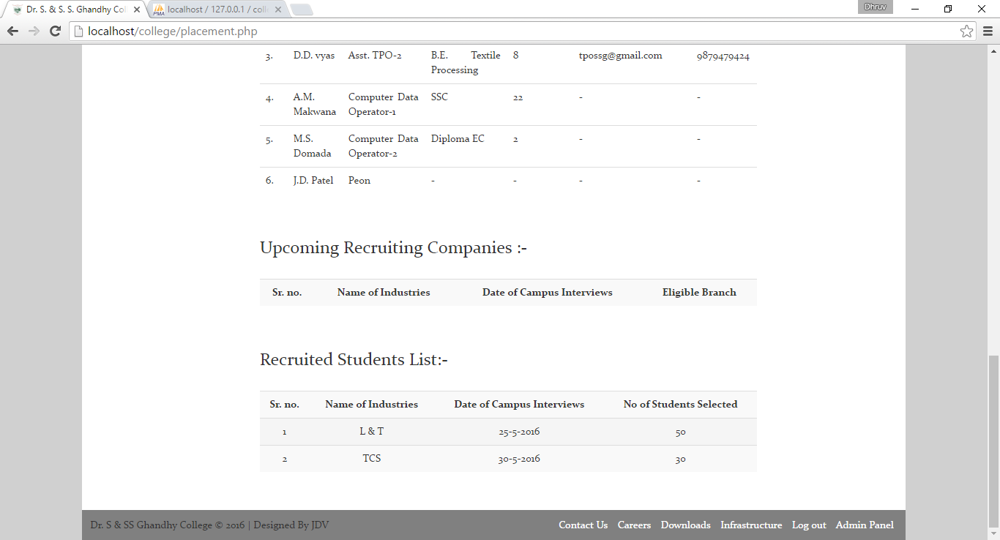 Dr. S. & S. S. Ghandhy Col
localhost / 127.0.0.1 / coll
Dhruv
localhost/college/placement.php
3. D.D. vyas Asst. TPO-2 B.E. Textile 8 tpossg@gmail.com 9879479424
Processing
4. A.M. Computer Data SSC 22 - -
Makwana Operator-1
5. M.S. Computer Data Diploma EC 2 - -
Domada Operator-2
6. J.D. Patel Peon - - - -
Upcoming Recruiting Companies :-
Sr. no. Name of Industries Date of Campus Interviews Eligible Branch
Recruited Students List:-
Sr. no. Name of Industries Date of Campus Interviews No of Students Selected
1 L & T 25-5-2016 50
2 TCS 30-5-2016 30
Dr. S & SS Ghandhy College © 2016 | Designed By JDV Contact Us Careers Downloads Infrastructure Log out Admin Panel